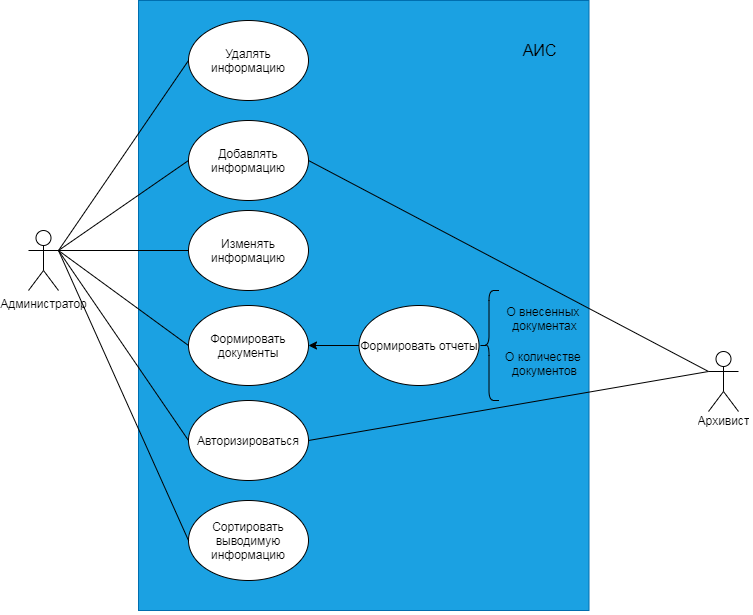 АИС
Удалять
информацию
Добавлять
информацию
Изменять
информацию
Администратор
Формировать
документы
Формировать отчеты
О внесенных
документах
О количестве
документов
Архивист
Авторизироваться
Сортировать
выводимую
информацию